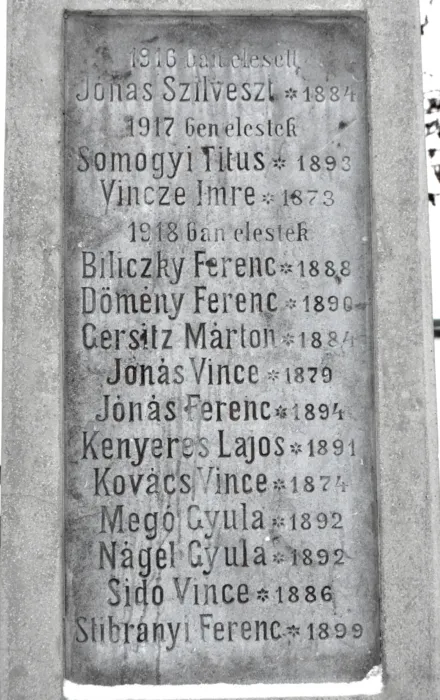 1916 ban elesett
Jónás Szilveszt. * 1884
1917 ben elestek
Somogyi Titus * 1893
Vincze Imre * 1873
1918 ban elestek
Biliczky Ferenc * 1888
Dömény Ferenc * 1890
Gersitz Márton * 1884
Jónás Vince * 1879
Jónás Ferenc * 1894
Kenyeres Lajos * 1891
Kovács Vince * 1874
Megó Gyula * 1892
Nágel Gyula * 1892
Sidó Vince * 1886
Stibrányi Ferenc * 1899